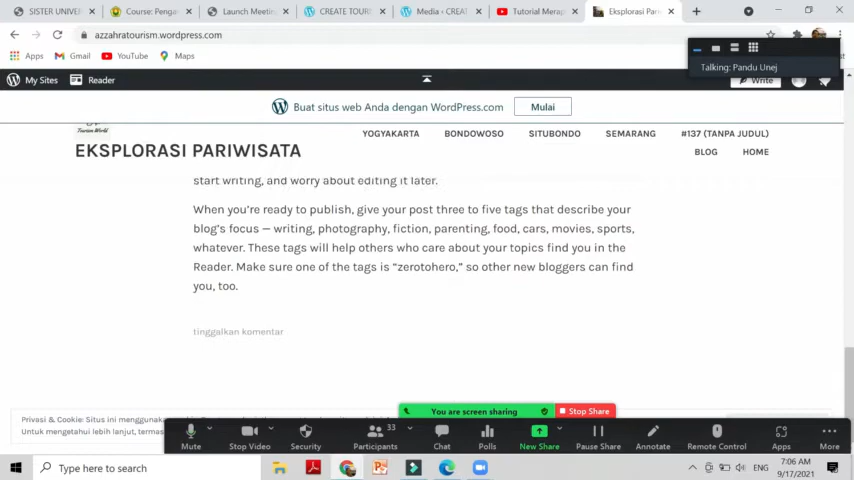 SISTER UNIVE
Course: Pengan
Launch Meetin
CREATE TOURI
Media ‹ CREAT
Tutorial Merap
Eksplorasi Pariw
azzahratourism.wordpress.com
Apps
Gmail
YouTube
Maps
Talking: Pandu Unej
My Sites
Reader
Write
Buat situs web Anda dengan WordPress.com
Mulai
Tourism World
EKSPLORASI PARIWISATA
YOGYAKARTA BONDOWOSO SITUBONDO SEMARANG #137 (TANPA JUDUL)
BLOG HOME
start writing, and worry about editing it later.
When you’re ready to publish, give your post three to five tags that describe your
blog’s focus — writing, photography, fiction, parenting, food, cars, movies, sports,
whatever. These tags will help others who care about your topics find you in the
Reader. Make sure one of the tags is “zerotohero,” so other new bloggers can find
you, too.
tinggalkan komentar
Privasi & Cookie: Situs ini menggunaka
Untuk mengetahui lebih lanjut, termas
You are screen sharing
Stop Share
33
Mute
Stop Video
Security
Participants
Chat
Polls
New Share
Pause Share
Annotate
Remote Control
Apps
More
Type here to search
ENG
7:06 AM
9/17/2021